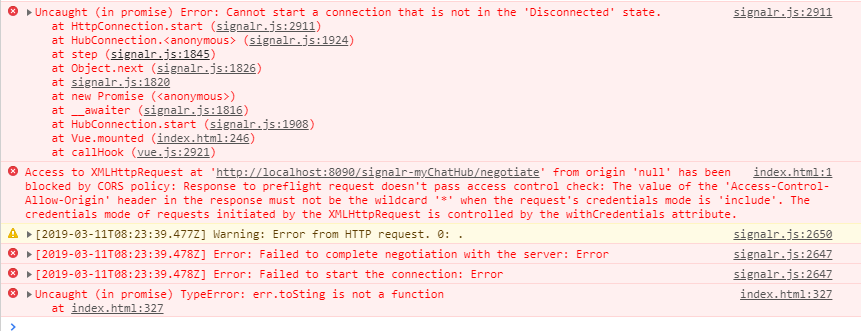 Uncaught (in promise) Error: Cannot start a connection that is not in the 'Disconnected' state. signalr.js:2911
at HttpConnection.start (signalr.js:2911)
at HubConnection.<anonymous> (signalr.js:1924)
at step (signalr.js:1845)
at Object.next (signalr.js:1826)
at signalr.js:1820
at new Promise (<anonymous>)
at __awaiter (signalr.js:1816)
at HubConnection.start (signalr.js:1908)
at Vue.mounted (index.html:246)
at callHook (vue.js:2921)
Access to XMLHttpRequest at 'http://localhost:8090/signalr-myChatHub/negotiate' from origin 'null' has been index.html:1
blocked by CORS policy: Response to preflight request doesn't pass access control check: The value of the 'Access-Control-
Allow-Origin' header in the response must not be the wildcard '*' when the request's credentials mode is 'include'. The
credentials mode of requests initiated by the XMLHttpRequest is controlled by the withCredentials attribute.
[2019-03-11T08:23:39.477Z] Warning: Error from HTTP request. 0: . signalr.js:2650
[2019-03-11T08:23:39.478Z] Error: Failed to complete negotiation with the server: Error signalr.js:2647
[2019-03-11T08:23:39.478Z] Error: Failed to start the connection: Error signalr.js:2647
Uncaught (in promise) TypeError: err.toSting is not a function index.html:327
at index.html:327